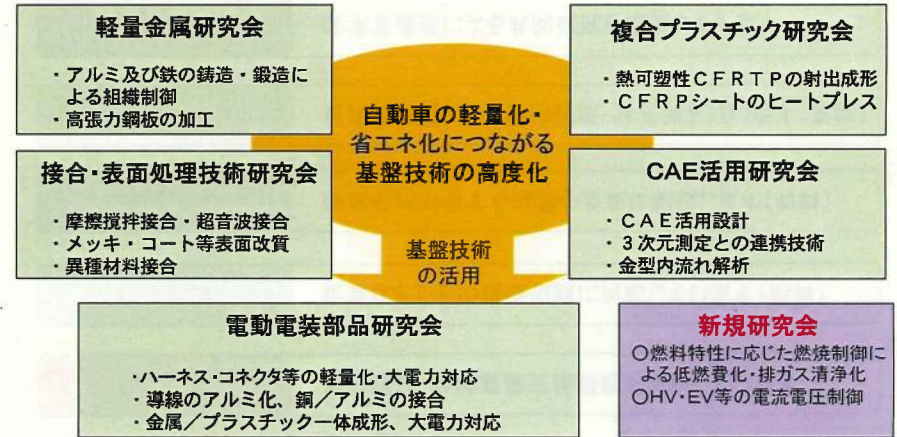 軽量金属研究会
・アルミ及び鉄の鋳造・鍛造に
よる組織制御
・高張力鋼板の加工
複合プラスチック研究会
・熱可塑性CFRTPの射出成形
・CFRPシートのヒートプレス
自動車の軽量化・
省エネ化につながる
基盤技術の高度化
接合・表面処理技術研究会
・摩擦撹拌接合・超音波接合
・メッキ・コート等表面改質
・異種材料接合
CAE活用研究会
・CAE活用設計
・3次元測定との連携技術
・金型内流れ解析
基盤技術
の活用
電動電装部品研究会
・ハーネス・コネクタ等の軽量化・大電力対応
・導線のアルミ化、銅/アルミの接合
・金属/プラスチック一体成形、大電力対応
新規研究会
○燃料特性に応じた燃焼制御に
よる低燃費化・排ガス清浄化
○HV・EV等の電流電圧制御